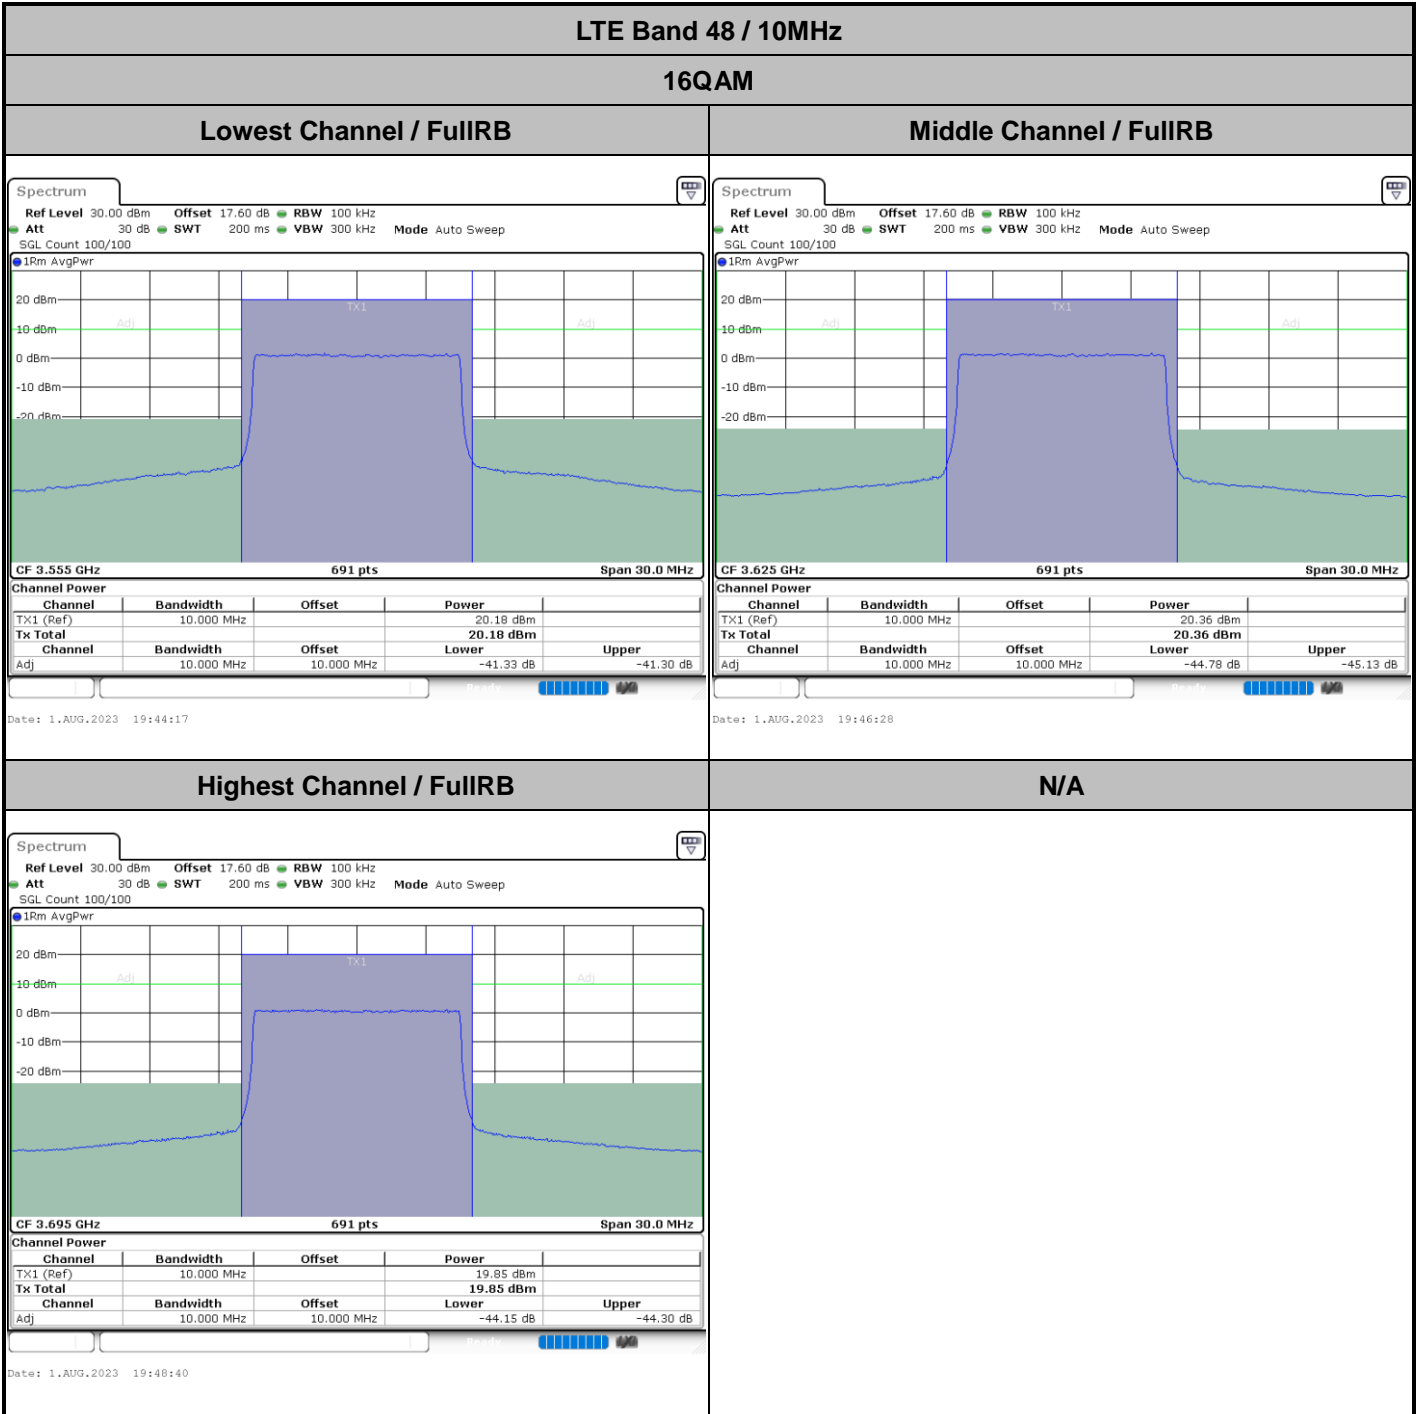 LTE Band 48 / 10MHz
16QAM
Lowest Channel / FullRB
Middle Channel / FullRB
Spectrum
Ref Level 30.00 dBm Offset 17.60 dB RBW 100 kHz
Att 30 dB SWT 200 ms VBW 300 kHz Mode Auto Sweep
SGL Count 100/100
1Rm AvgPwr
20 dBm
10 dBm
0 dBm
-10 dBm
-20 dBm
Adj
TX1
Adj
CF 3.555 GHz 691 pts Span 30.0 MHz
Channel Power
Channel Bandwidth Offset Power
TX1 (Ref) 10.000 MHz 20.18 dBm
Tx Total 20.18 dBm
Channel Bandwidth Offset Lower Upper
Adj 10.000 MHz 10.000 MHz -41.33 dB -41.30 dB
Ready
Date: 1.AUG.2023 19:44:17
Spectrum
Ref Level 30.00 dBm Offset 17.60 dB RBW 100 kHz
Att 30 dB SWT 200 ms VBW 300 kHz Mode Auto Sweep
SGL Count 100/100
1Rm AvgPwr
20 dBm
10 dBm
0 dBm
-10 dBm
-20 dBm
Adj
TX1
Adj
CF 3.625 GHz 691 pts Span 30.0 MHz
Channel Power
Channel Bandwidth Offset Power
TX1 (Ref) 10.000 MHz 20.36 dBm
Tx Total 20.36 dBm
Channel Bandwidth Offset Lower Upper
Adj 10.000 MHz 10.000 MHz -44.78 dB -45.13 dB
Ready
Date: 1.AUG.2023 19:46:28
Highest Channel / FullRB
N/A
Spectrum
Ref Level 30.00 dBm Offset 17.60 dB RBW 100 kHz
Att 30 dB SWT 200 ms VBW 300 kHz Mode Auto Sweep
SGL Count 100/100
1Rm AvgPwr
20 dBm
10 dBm
0 dBm
-10 dBm
-20 dBm
Adj
TX1
Adj
CF 3.695 GHz 691 pts Span 30.0 MHz
Channel Power
Channel Bandwidth Offset Power
TX1 (Ref) 10.000 MHz 19.85 dBm
Tx Total 19.85 dBm
Channel Bandwidth Offset Lower Upper
Adj 10.000 MHz 10.000 MHz -44.15 dB -44.30 dB
Ready
Date: 1.AUG.2023 19:48:40